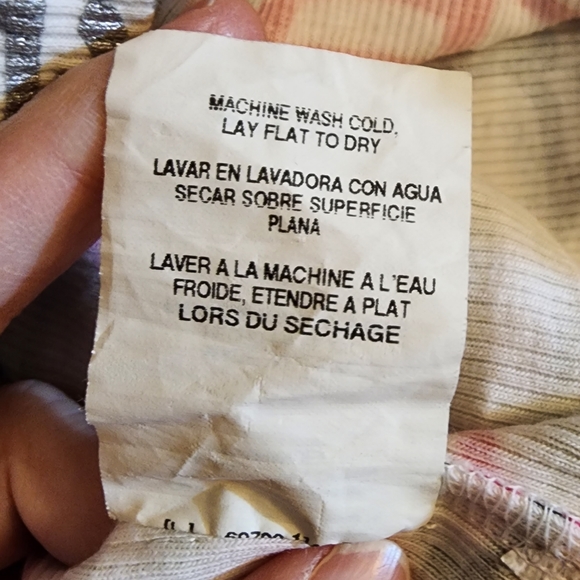 MACHINE WASH COLD,
LAY FLAT TO DRY
LAVAR EN LAVADORA CON AGUA
SECAR SOBRE SUPERFICIE
PLANA
LAVER A LA MACHINE A L'EAU
FROIDE, ETENDRE A PLAT
LORS DU SECHAGE